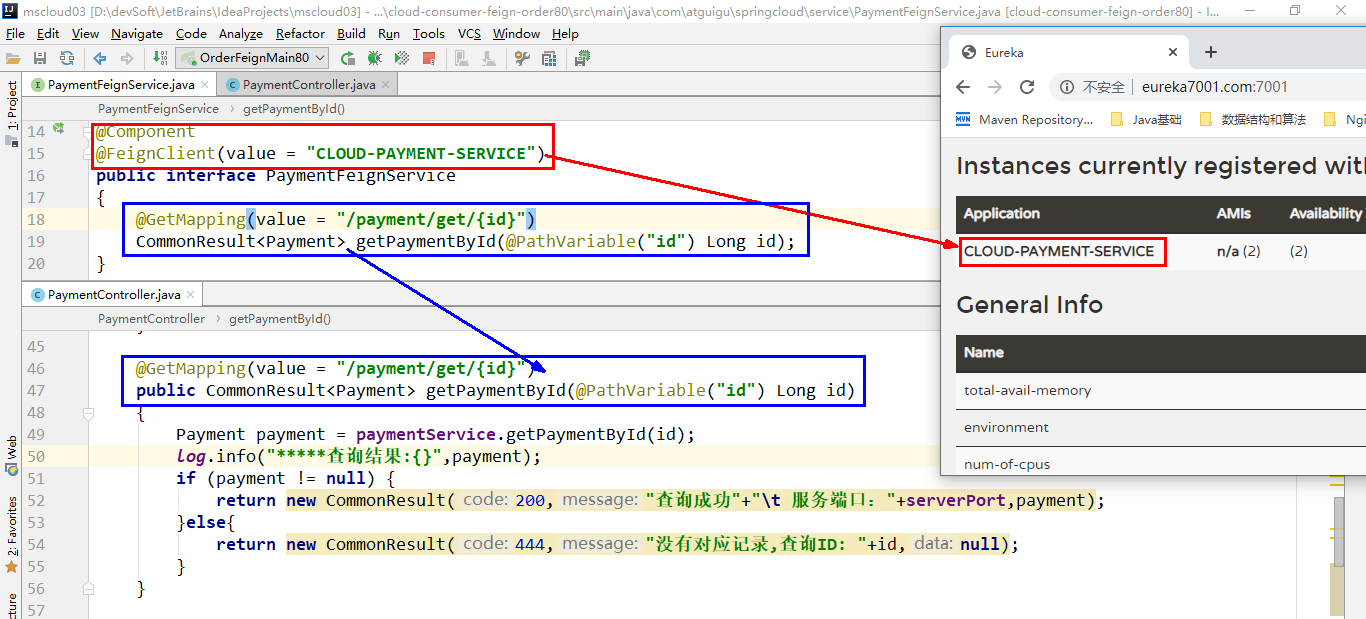 mscloud03 [D:\devSoft\JetBrains\IdeaProjects\mscloud03] - ...\cloud-consumer-feign-order80\src\main\java\com\atguigu\springcloud\service\PaymentFeignService.java [cloud-consumer-feign-order80] - I...
File Edit View Navigate Code Analyze Refactor Build Run Tools VCS Window Help
OrderFeignMain80
PaymentFeignService.java PaymentController.java
PaymentFeignService > getPaymentById()
1: Project
14 @Component
15 @FeignClient(value = "CLOUD-PAYMENT-SERVICE")
16 public interface PaymentFeignService
17 {
18 @GetMapping(value = "/payment/get/{id}")
19 CommonResult<Payment> getPaymentById(@PathVariable("id") Long id);
20 }
PaymentController.java
PaymentController > getPaymentById()
45
46 @GetMapping(value = "/payment/get/{id}")
47 public CommonResult<Payment> getPaymentById(@PathVariable("id") Long id)
48 {
49 Payment payment = paymentService.getPaymentById(id);
50 log.info("*****查询结果:{}",payment);
51 if (payment != null) {
52 return new CommonResult( code: 200, message: "查询成功"+"\t 服务端口："+serverPort,payment);
53 }else{
54 return new CommonResult( code: 444, message: "没有对应记录,查询ID: "+id, data: null);
55 }
56 }
57
Web
2: Favorites
Eureka
不安全 eureka7001.com:7001
Maven Repository... Java基础 数据结构和算法 Ngi
Instances currently registered with
Application AMIs Availability
CLOUD-PAYMENT-SERVICE n/a (2) (2)
General Info
Name
total-avail-memory
environment
num-of-cpus